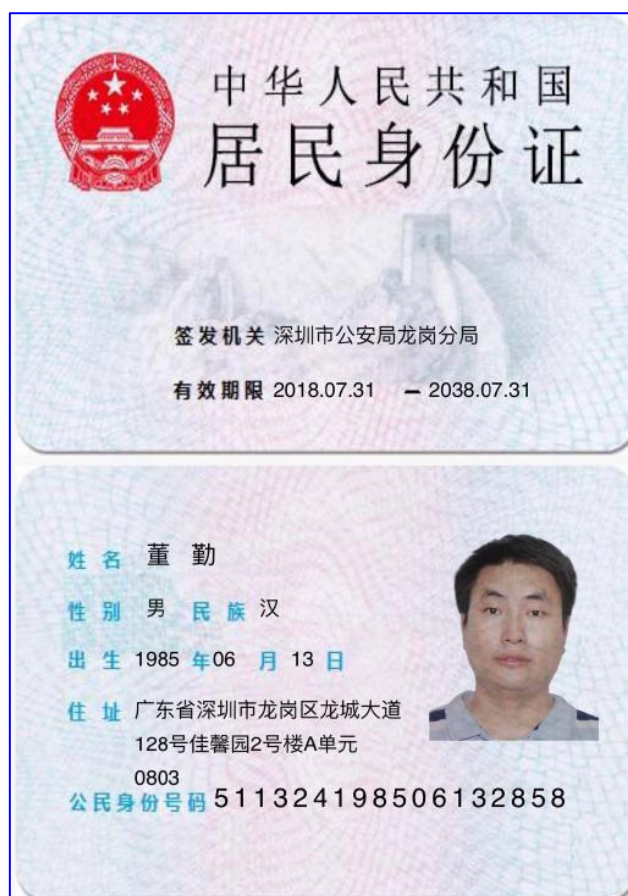 中华人民共和国
居民身份证
签发机关 深圳市公安局龙岗分局
有效期限 2018.07.31 – 2038.07.31
姓名 董 勤
性别 男 民族 汉
出生 1985 年 06 月 13 日
住址 广东省深圳市龙岗区龙城大道
128号佳馨园2号楼A单元
0803
公民身份号码 511324198506132858